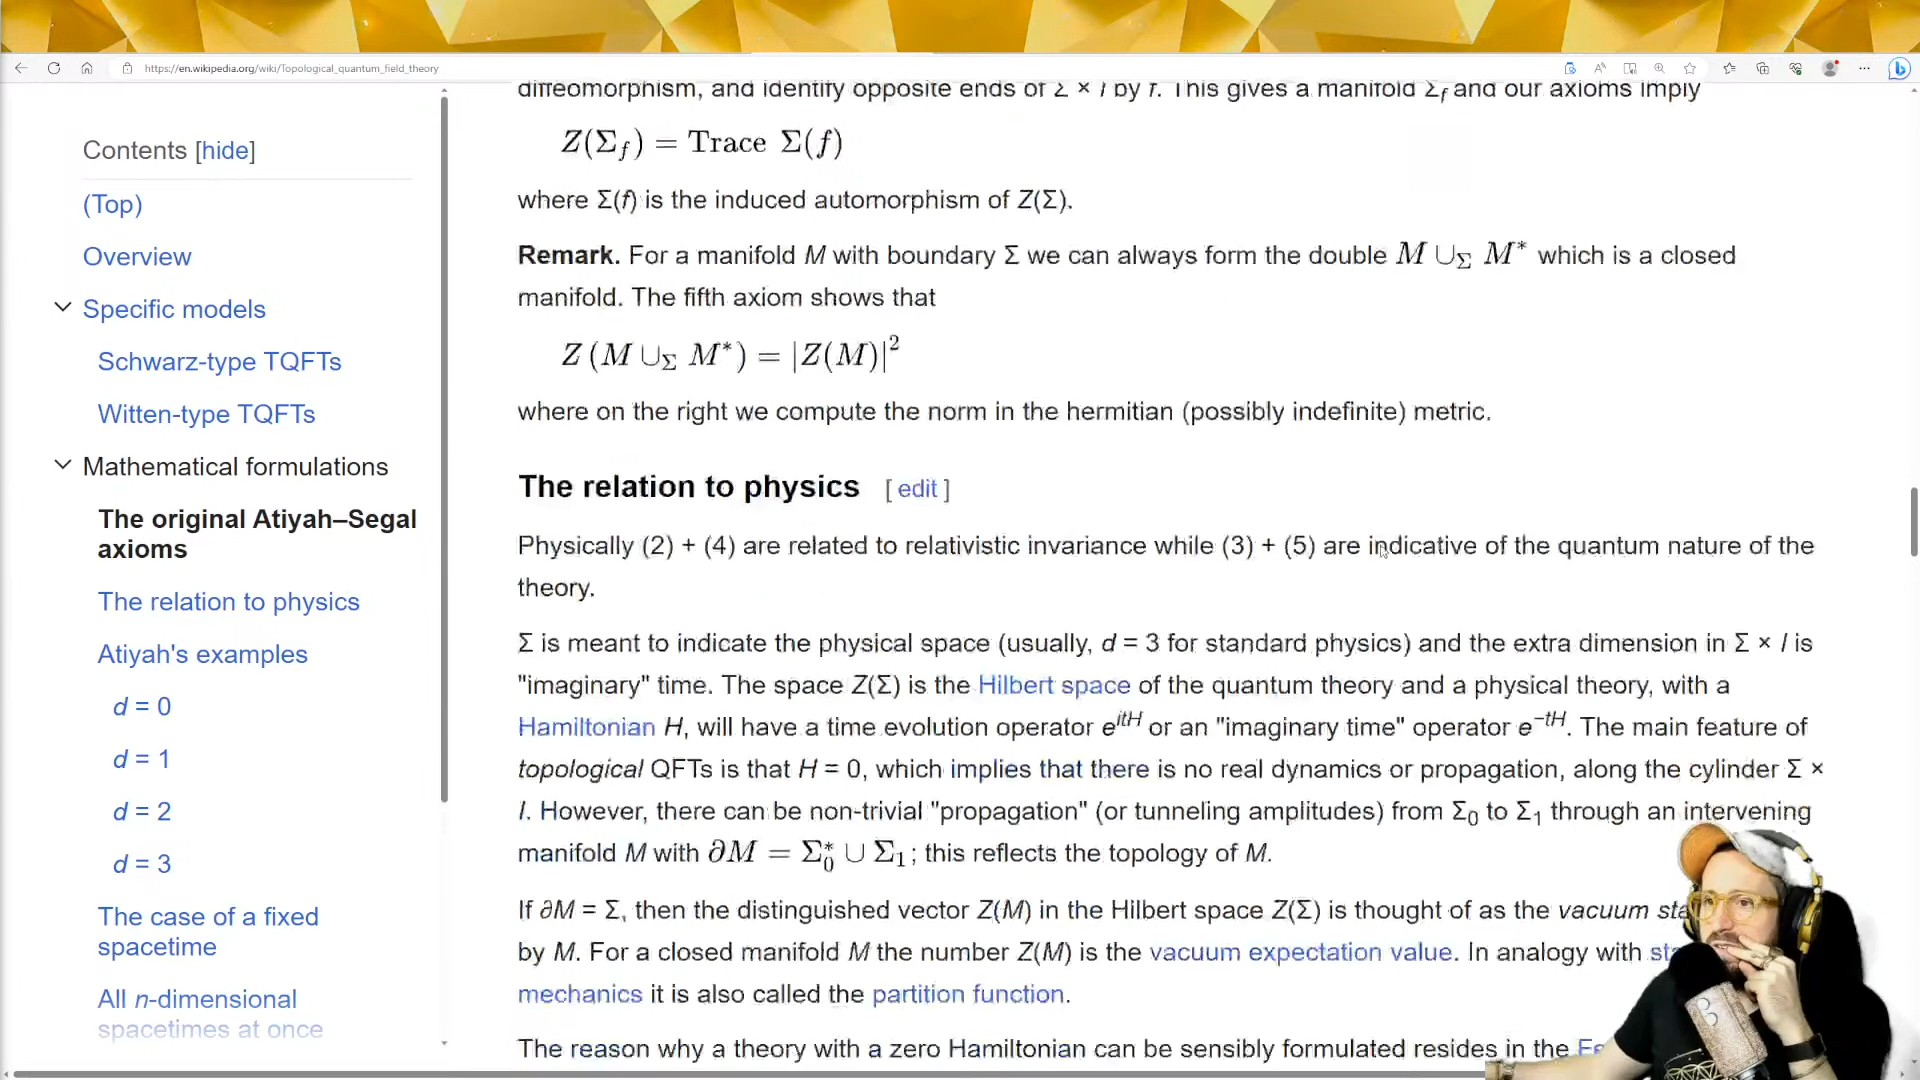 https://en.wikipedia.org/wiki/Topological_quantum_field_theory
Contents [hide]
(Top)
Overview
Specific models
Schwarz-type TQFTs
Witten-type TQFTs
Mathematical formulations
The original Atiyah–Segal
axioms
The relation to physics
Atiyah's examples
d = 0
d = 1
d = 2
d = 3
The case of a fixed
spacetime
All n-dimensional
spacetimes at once
diffeomorphism, and identify opposite ends of Σ × I by f. This gives a manifold Σf and our axioms imply
Z(Σf) = Trace Σ(f)
where Σ(f) is the induced automorphism of Z(Σ).
Remark. For a manifold M with boundary Σ we can always form the double M ∪Σ M* which is a closed
manifold. The fifth axiom shows that
Z (M ∪Σ M*) = |Z(M)|²
where on the right we compute the norm in the hermitian (possibly indefinite) metric.
The relation to physics [ edit ]
Physically (2) + (4) are related to relativistic invariance while (3) + (5) are indicative of the quantum nature of the
theory.
Σ is meant to indicate the physical space (usually, d = 3 for standard physics) and the extra dimension in Σ × I is
"imaginary" time. The space Z(Σ) is the Hilbert space of the quantum theory and a physical theory, with a
Hamiltonian H, will have a time evolution operator e^itH or an "imaginary time" operator e^−tH. The main feature of
topological QFTs is that H = 0, which implies that there is no real dynamics or propagation, along the cylinder Σ ×
I. However, there can be non-trivial "propagation" (or tunneling amplitudes) from Σ0 to Σ1 through an intervening
manifold M with ∂M = Σ0* ∪ Σ1; this reflects the topology of M.
If ∂M = Σ, then the distinguished vector Z(M) in the Hilbert space Z(Σ) is thought of as the vacuum
by M. For a closed manifold M the number Z(M) is the vacuum expectation value. In analogy with
mechanics it is also called the partition function.
The reason why a theory with a zero Hamiltonian can be sensibly formulated resides in the